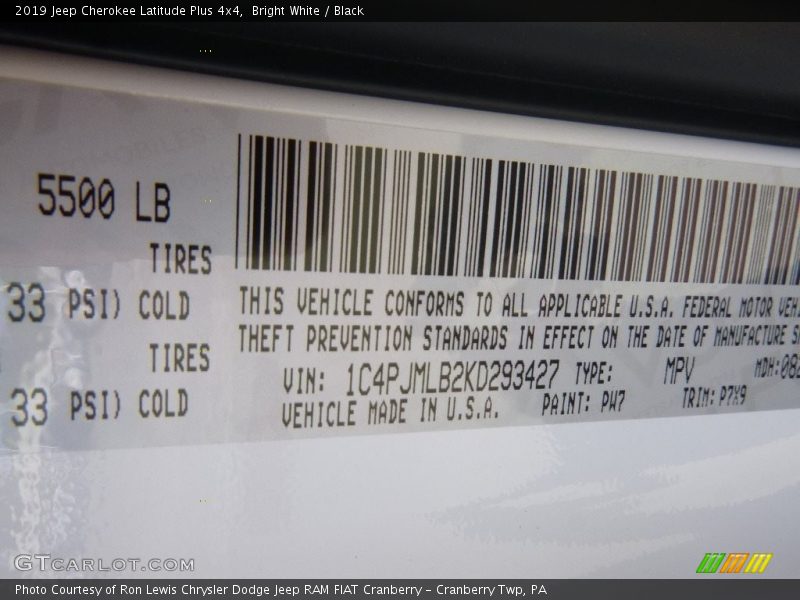 2019 Jeep Cherokee Latitude Plus 4x4, Bright White / Black
5500 LB
TIRES
33 PSI) COLD
TIRES
33 PSI) COLD
THIS VEHICLE CONFORMS TO ALL APPLICABLE U.S.A. FEDERAL MOTOR VEHI
THEFT PREVENTION STANDARDS IN EFFECT ON THE DATE OF MANUFACTURE S
VIN: 1C4PJMLB2KD293427 TYPE: MPV MDH:082
VEHICLE MADE IN U.S.A. PAINT: PW7 TRIM: P7X9
GTCARLOT.COM
Photo Courtesy of Ron Lewis Chrysler Dodge Jeep RAM FIAT Cranberry - Cranberry Twp, PA